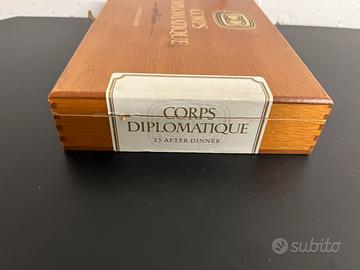 CORPS
DIPLOMATIQUE
CORPS
DIPLOMATIQUE
25 AFTER DINNER
subito